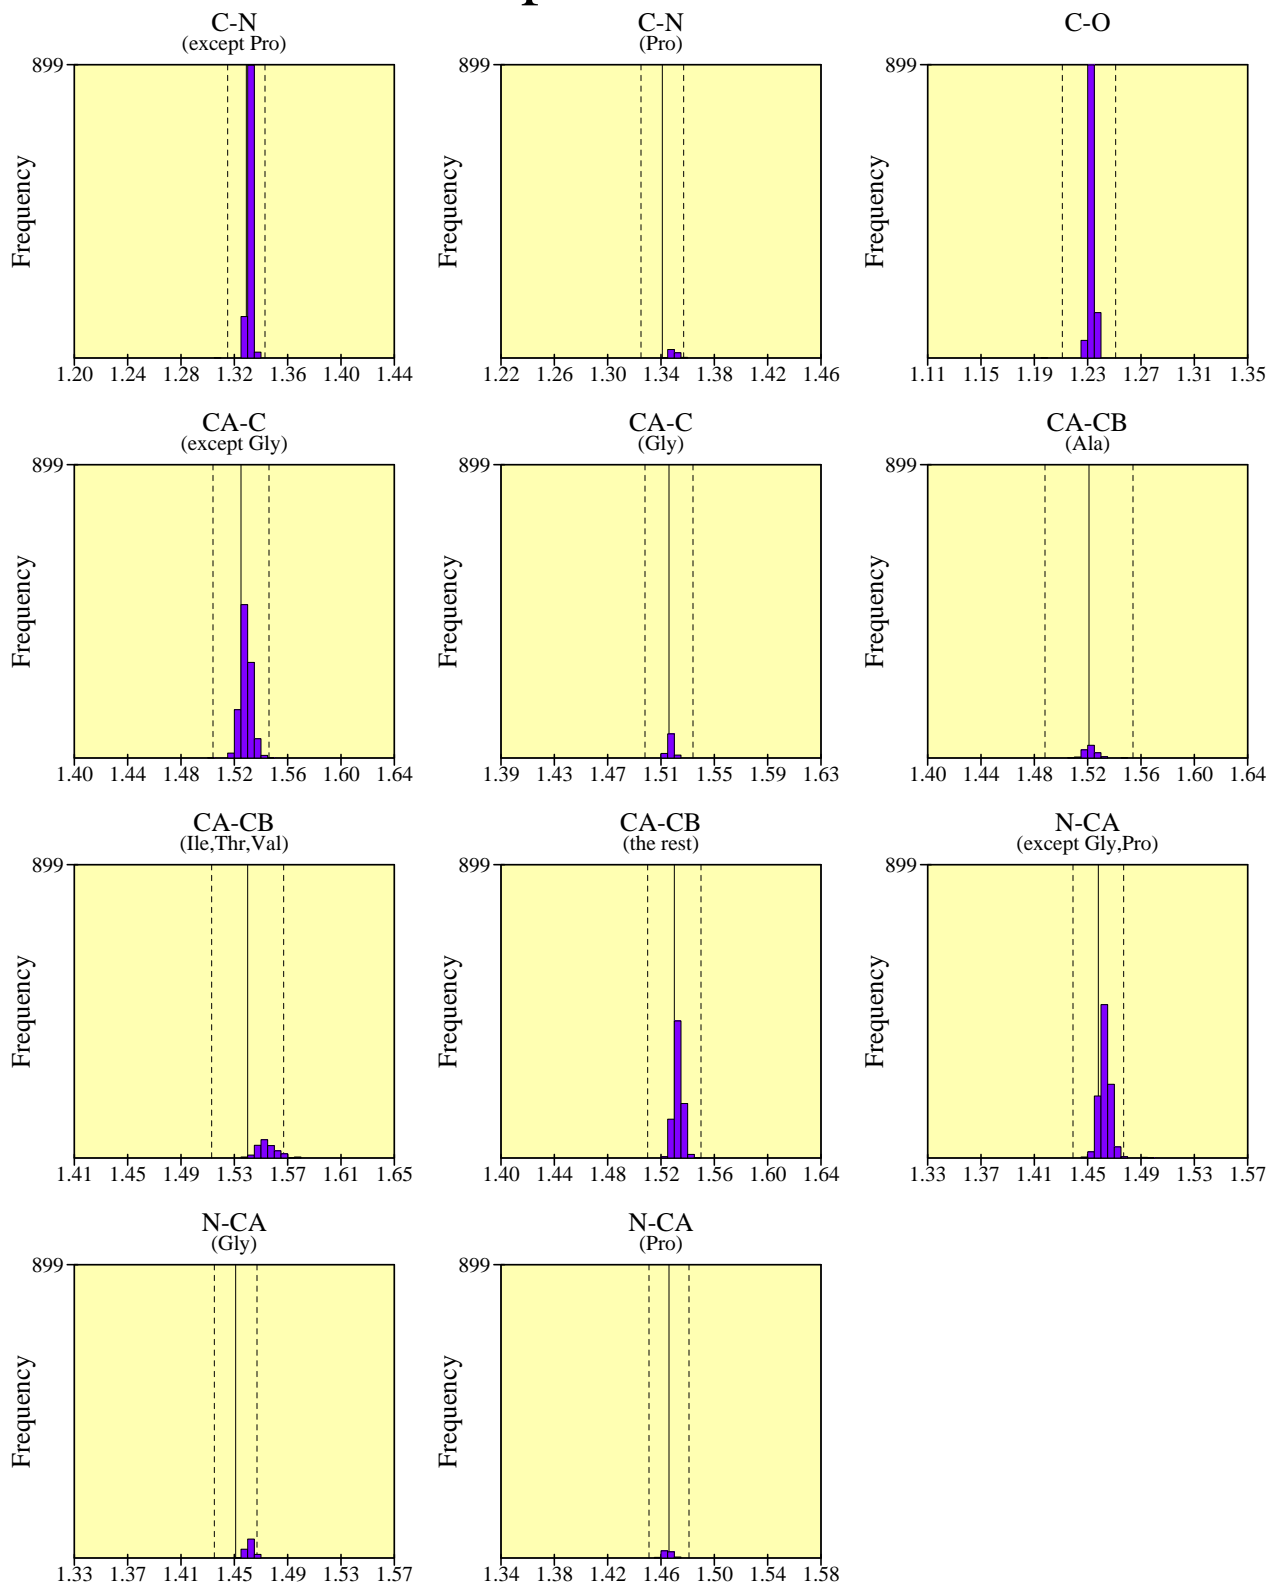 C-N C-N C-O
(except Pro) (Pro)
899 899 899
Frequency Frequency Frequency
1.20 1.24 1.28 1.32 1.36 1.40 1.44 1.22 1.26 1.30 1.34 1.38 1.42 1.46 1.11 1.15 1.19 1.23 1.27 1.31 1.35
CA-C CA-C CA-CB
(except Gly) (Gly) (Ala)
899 899 899
Frequency Frequency Frequency
1.40 1.44 1.48 1.52 1.56 1.60 1.64 1.39 1.43 1.47 1.51 1.55 1.59 1.63 1.40 1.44 1.48 1.52 1.56 1.60 1.64
CA-CB CA-CB N-CA
(Ile,Thr,Val) (the rest) (except Gly,Pro)
899 899 899
Frequency Frequency Frequency
1.41 1.45 1.49 1.53 1.57 1.61 1.65 1.40 1.44 1.48 1.52 1.56 1.60 1.64 1.33 1.37 1.41 1.45 1.49 1.53 1.57
N-CA N-CA
(Gly) (Pro)
899 899
Frequency Frequency
1.33 1.37 1.41 1.45 1.49 1.53 1.57 1.34 1.38 1.42 1.46 1.50 1.54 1.58